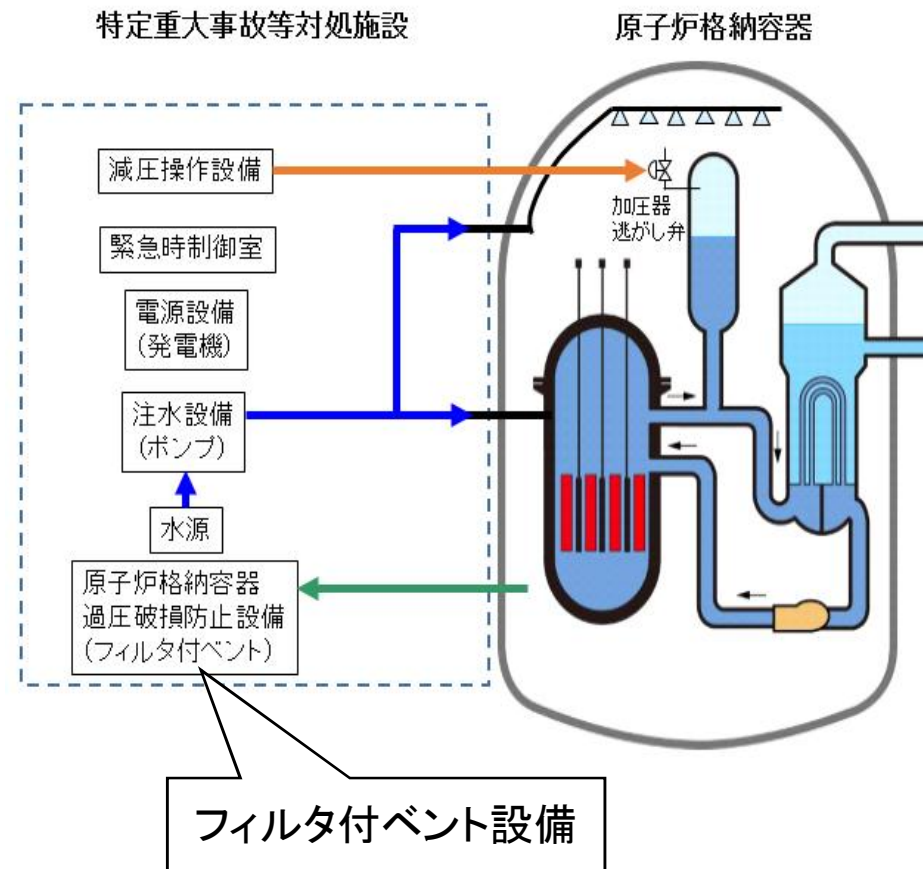 特定重大事故等対処施設
原子炉格納容器
減圧操作設備
加圧器
逃がし弁
緊急時制御室
電源設備
(発電機)
注水設備
(ポンプ)
水源
原子炉格納容器
過圧破損防止設備
(フィルタ付ベント)
フィルタ付ベント設備